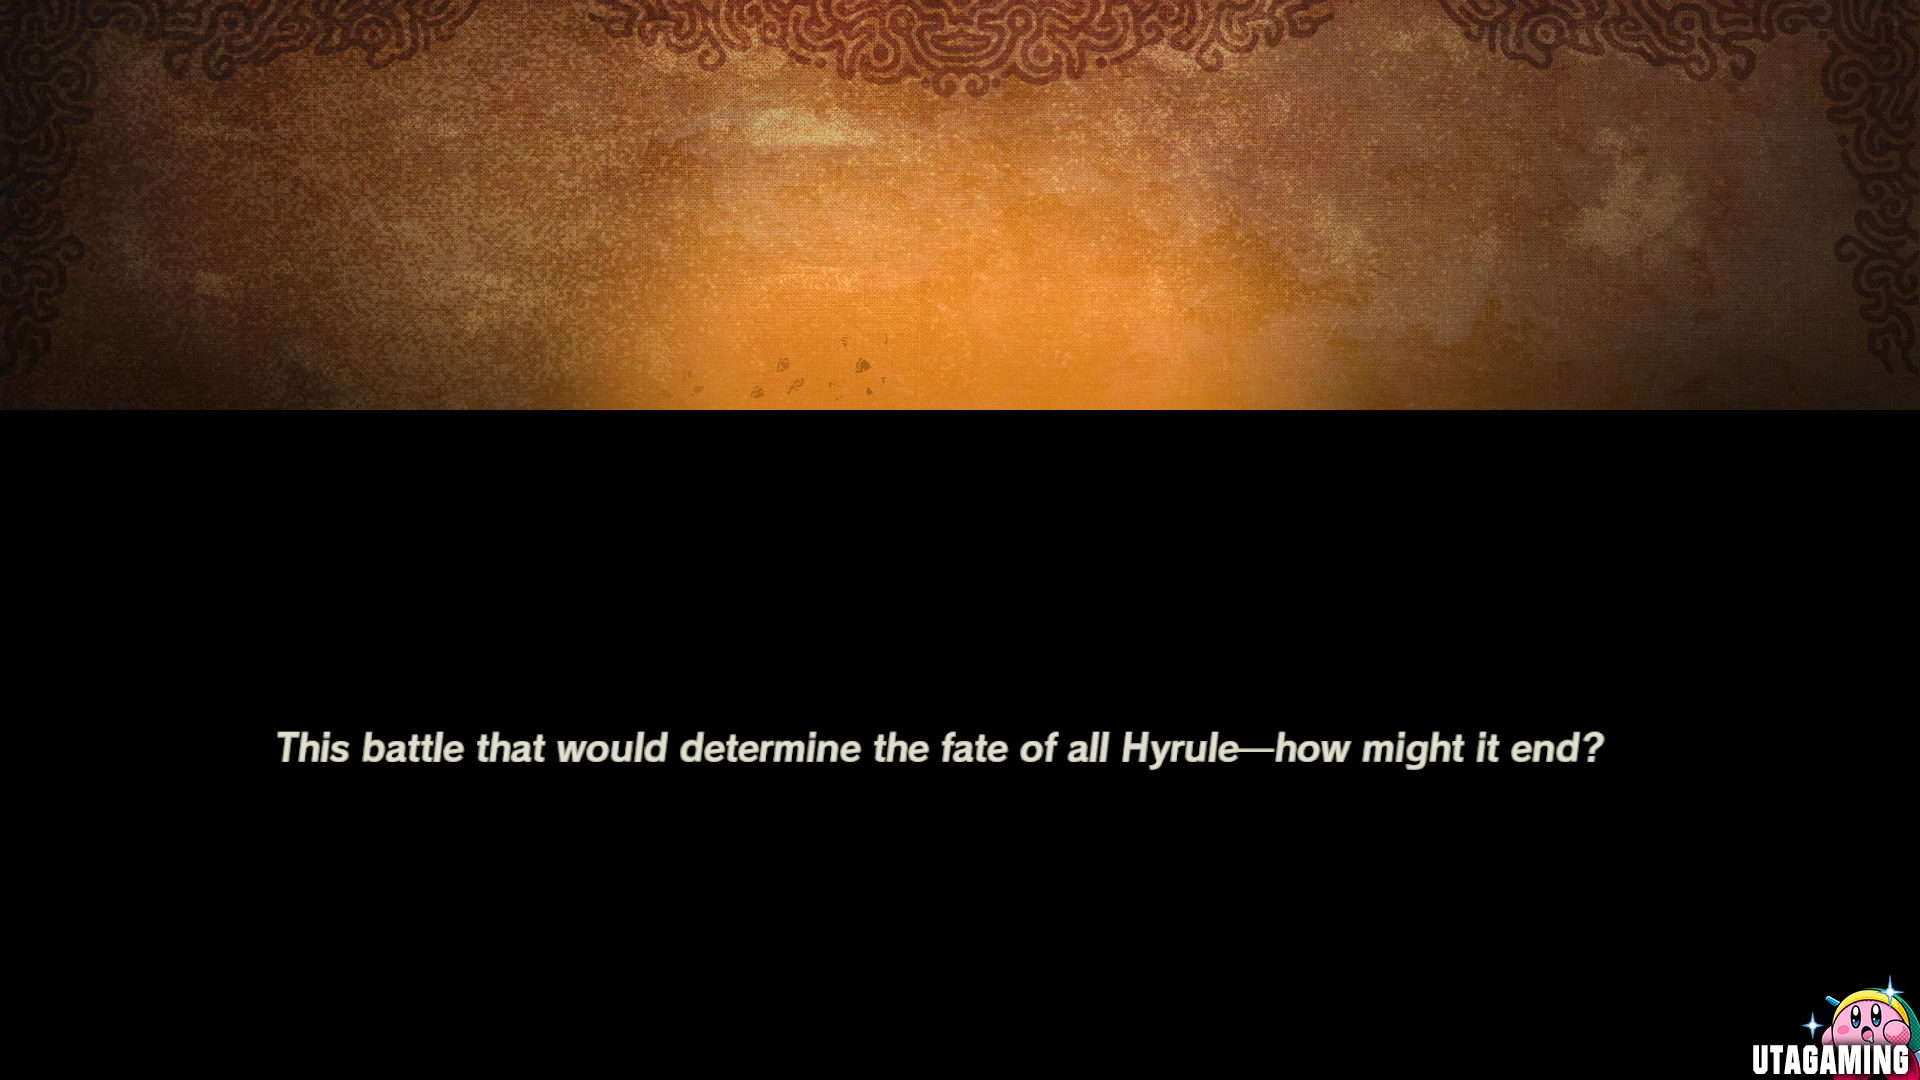 This battle that would determine the fate of all Hyrule—how might it end?
UTAGAMING